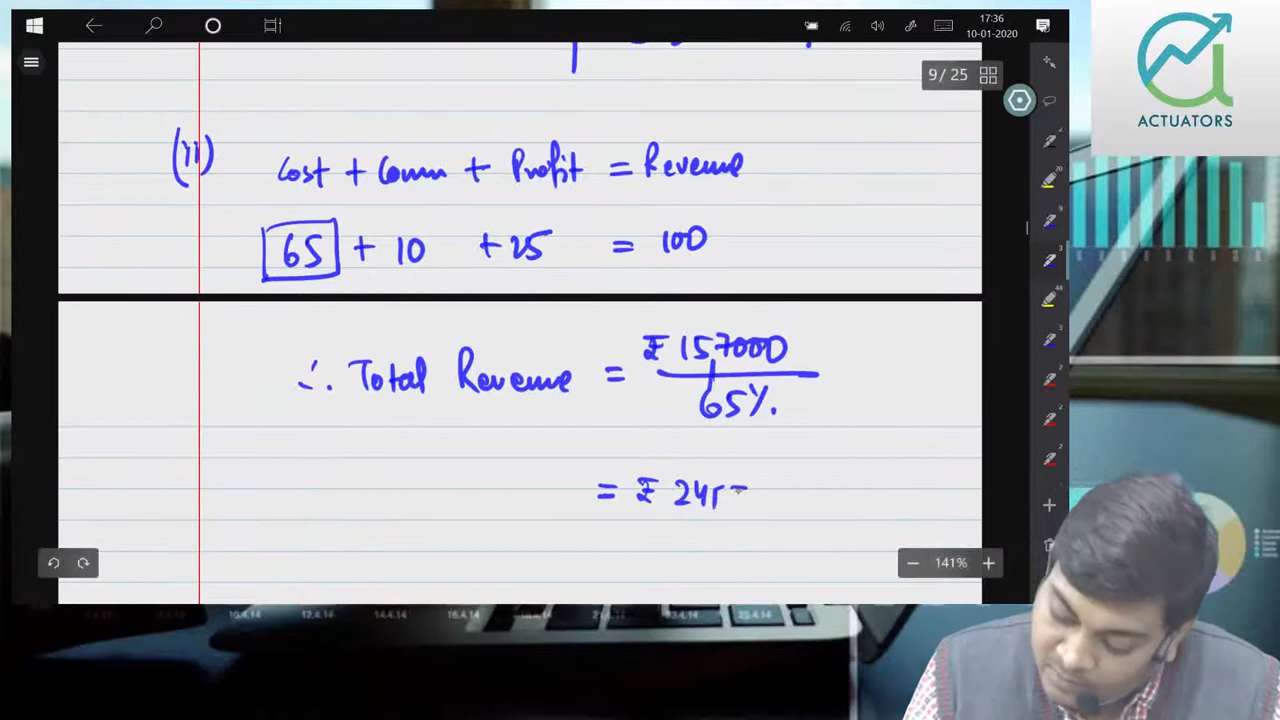 17:36
10-01-2020
9 / 25
ACTUATORS
(ii) Cost + Comm + Profit = Revenue
65 + 10 + 25 = 100
∴ Total Revenue = ₹ 157000
65%.
= ₹ 245
141%